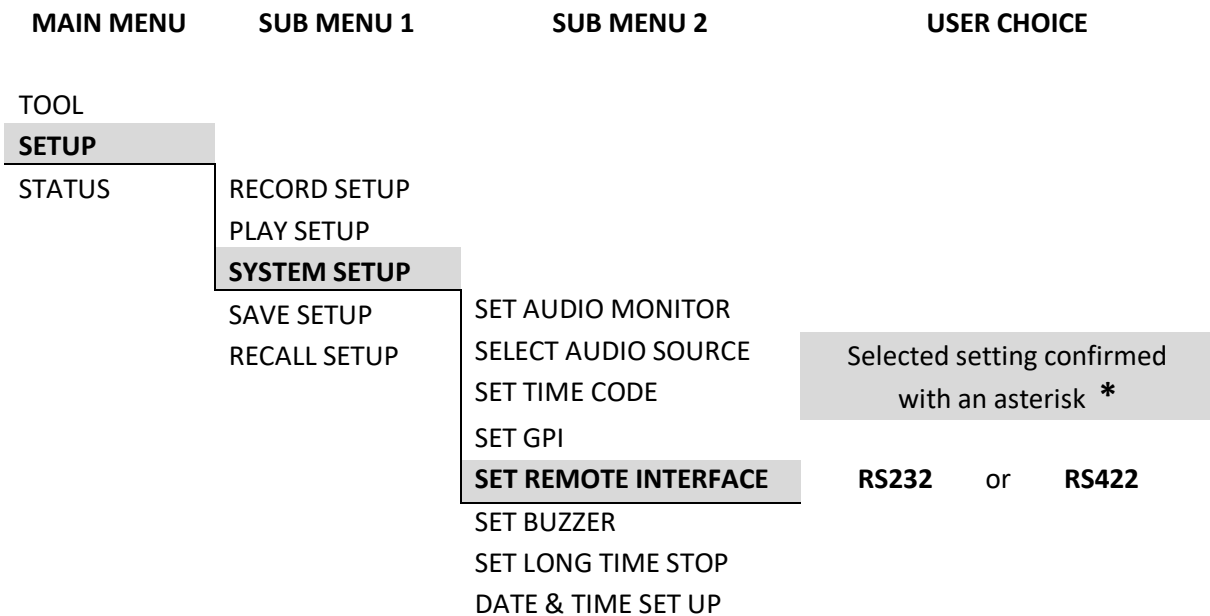 MAIN MENU SUB MENU 1 SUB MENU 2 USER CHOICE
TOOL
SETUP
STATUS RECORD SETUP
PLAY SETUP
SYSTEM SETUP
SAVE SETUP SET AUDIO MONITOR
RECALL SETUP SELECT AUDIO SOURCE Selected setting confirmed
SET TIME CODE with an asterisk *
SET GPI
SET REMOTE INTERFACE RS232 or RS422
SET BUZZER
SET LONG TIME STOP
DATE & TIME SET UP